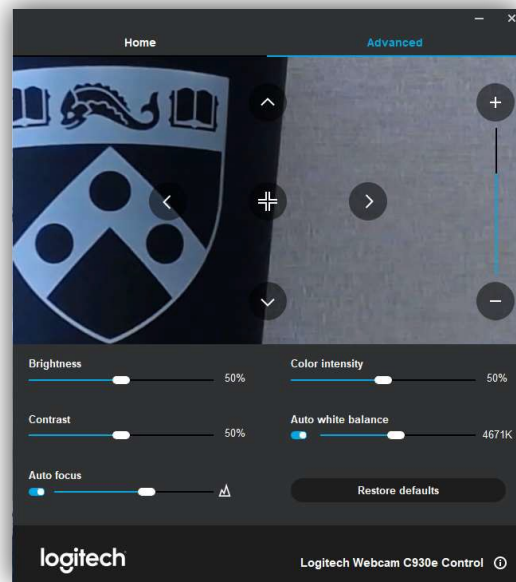 Home Advanced
Brightness 50% Color intensity 50%
Contrast 50% Auto white balance 4671K
Auto focus Restore defaults
logitech Logitech Webcam C930e Control